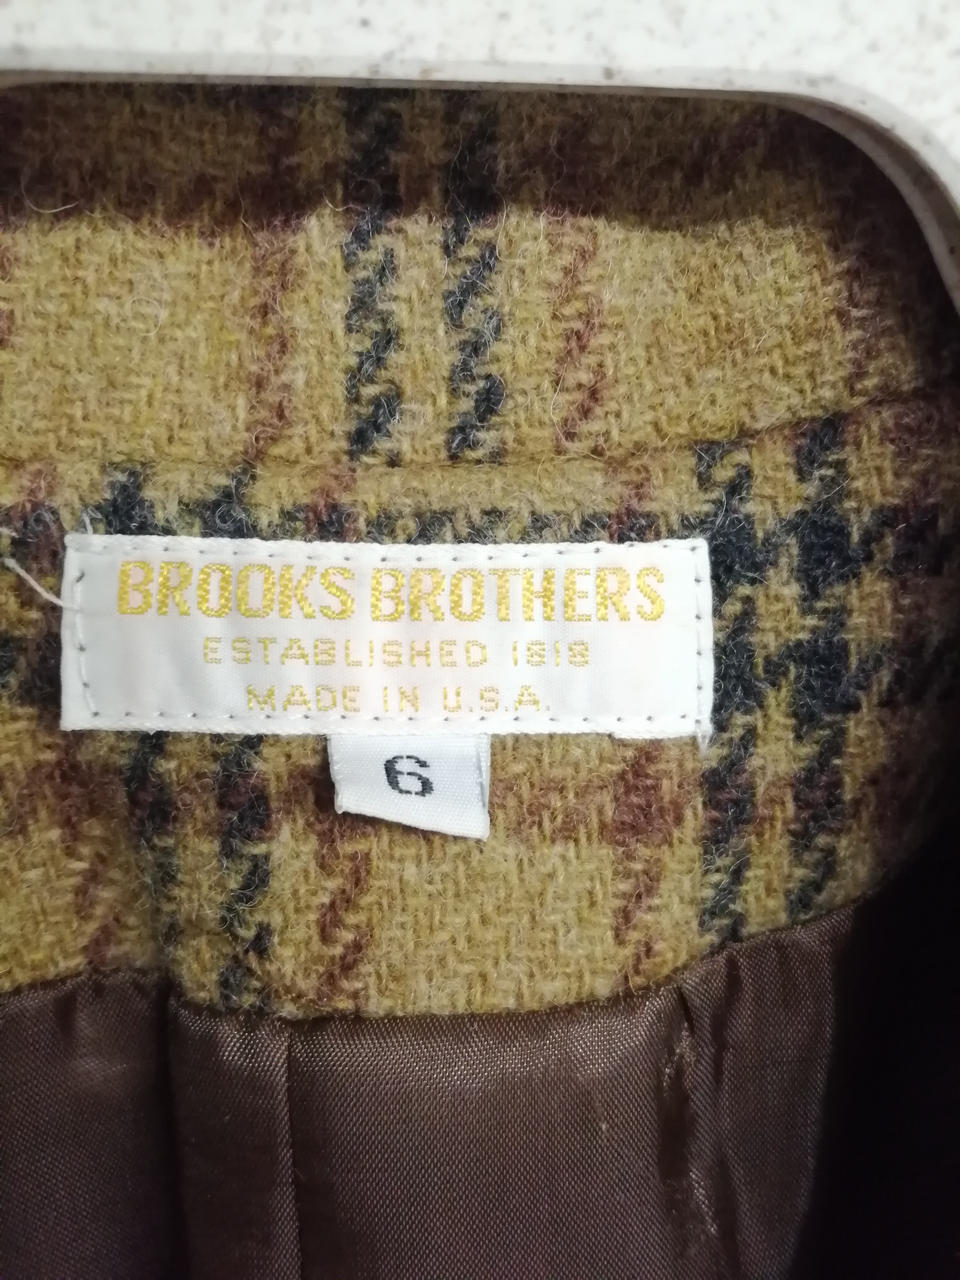 BROOKS BROTHERS
ESTABLISHED 1818
MADE IN U.S.A.
6